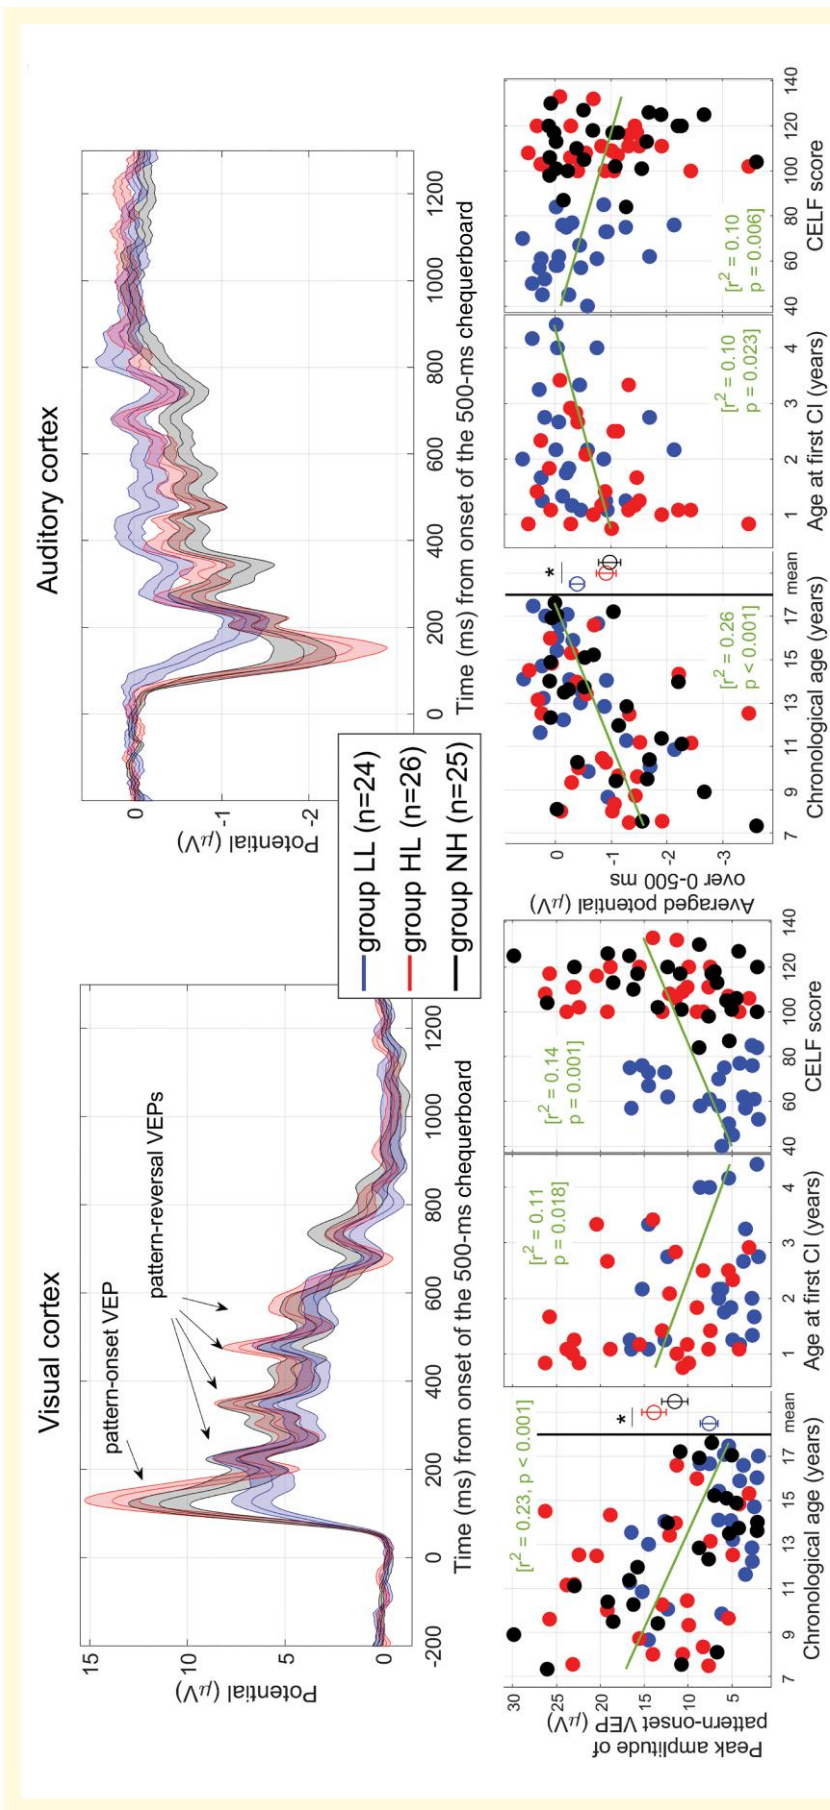 Visual cortex
15
10
5
0
Potential (µV)
pattern-onset VEP
pattern-reversal VEPs
-200
0
200
400
600
800
1000
1200
Time (ms) from onset of the 500-ms chequerboard
Auditory cortex
0
-1
-2
Potential (µV)
0
200
400
600
800
1000
1200
Time (ms) from onset of the 500-ms chequerboard
group LL (n=24)
group HL (n=26)
group NH (n=25)
30
25
20
15
10
5
Peak amplitude of
pattern-onset VEP (µV)
[r² = 0.23, p < 0.001]
*
7
9
11
13
15
17
mean
Chronological age (years)
[r² = 0.11
p = 0.018]
1
2
3
4
Age at first CI (years)
[r² = 0.14
p = 0.001]
40
60
80
100
120
140
CELF score
0
-1
-2
-3
Averaged potential (µV)
over 0-500 ms
*
[r² = 0.26
p < 0.001]
7
9
11
13
15
17
mean
Chronological age (years)
[r² = 0.10
p = 0.023]
1
2
3
4
Age at first CI (years)
[r² = 0.10
p = 0.006]
40
60
80
100
120
140
CELF score